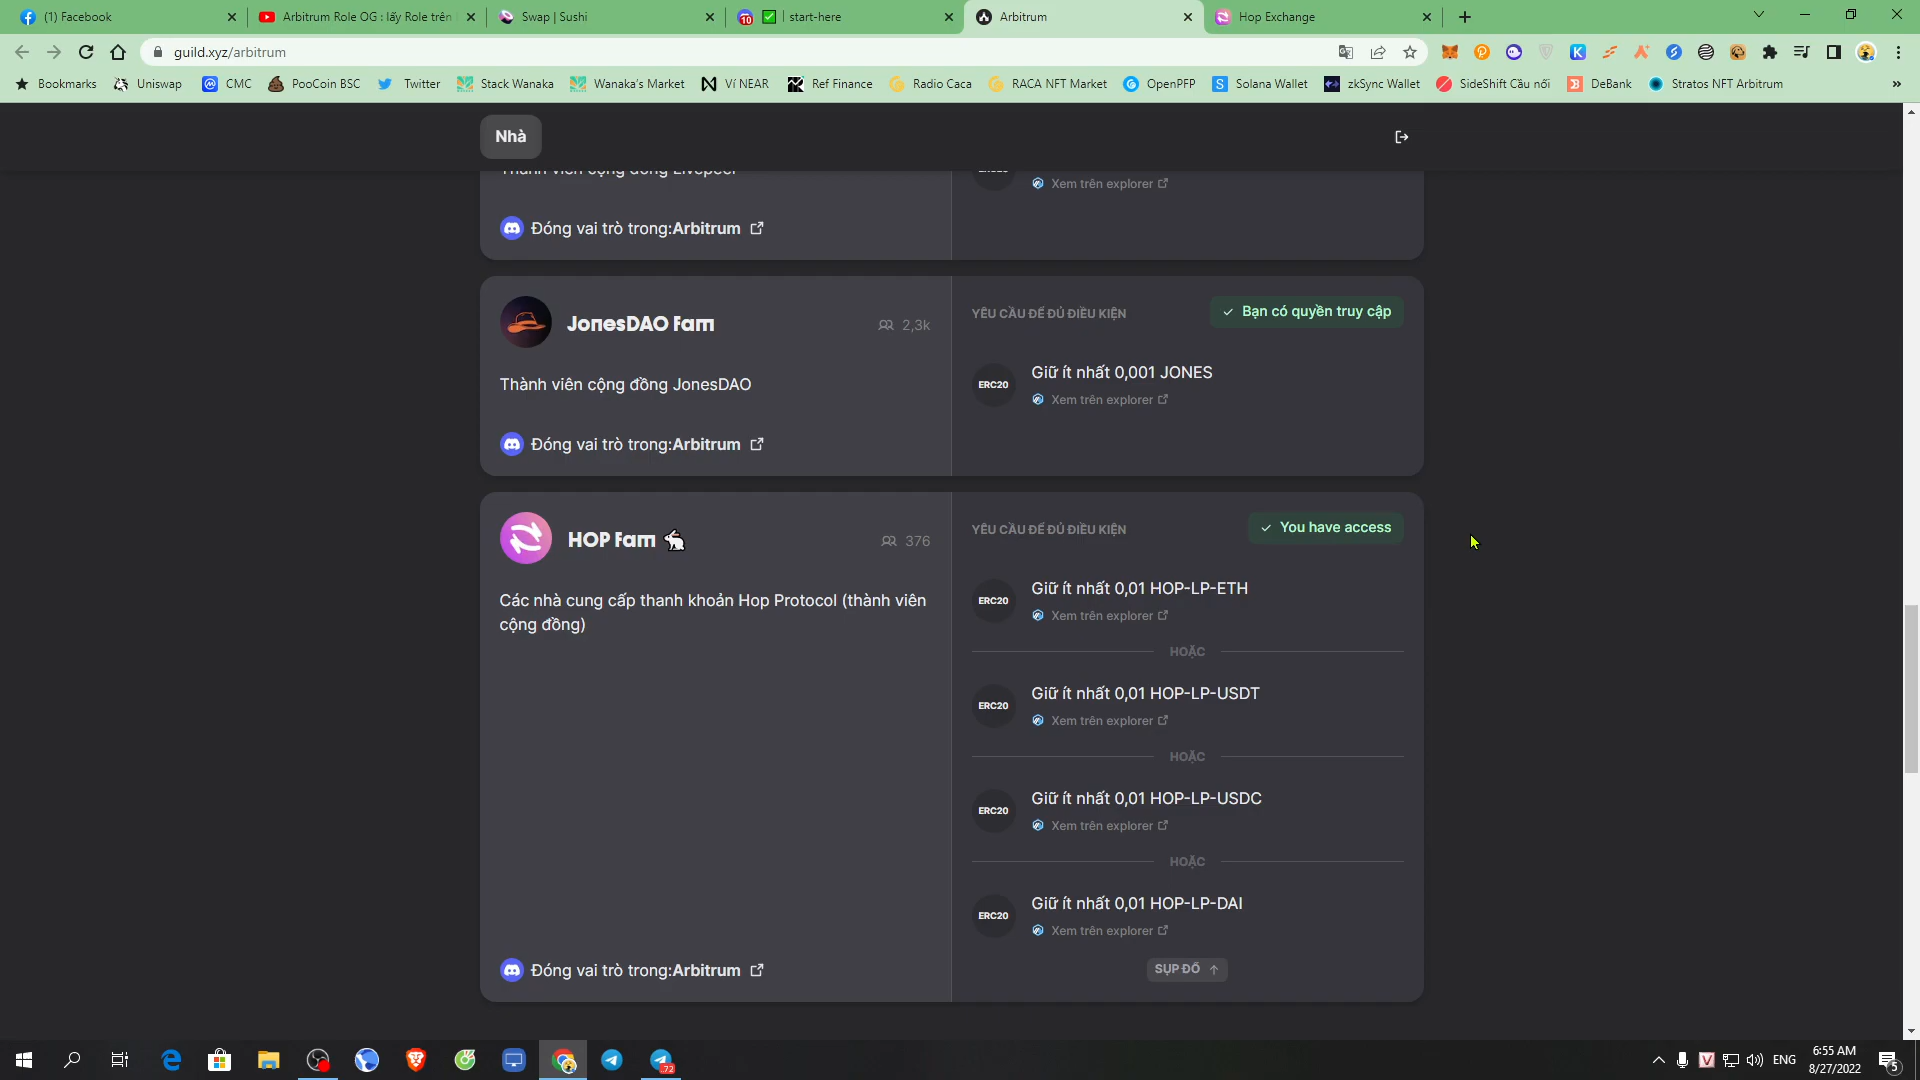 (1) Facebook
Arbitrum Role OG : lấy Role trên
Swap | Sushi
10
| start-here
Arbitrum
Hop Exchange
guild.xyz/arbitrum
Bookmarks
Uniswap
CMC
PooCoin BSC
Twitter
Stack Wanaka
Wanaka's Market
Ví NEAR
Ref Finance
Radio Caca
RACA NFT Market
OpenPFP
Solana Wallet
zkSync Wallet
SideShift Cầu nối
DeBank
Stratos NFT Arbitrum
»
Nhà
Thành viên cộng đồng Livepeer
Xem trên explorer
Đóng vai trò trong:Arbitrum
JonesDAO Fam
2,3k
Thành viên cộng đồng JonesDAO
Đóng vai trò trong:Arbitrum
YÊU CẦU ĐỂ ĐỦ ĐIỀU KIỆN
Bạn có quyền truy cập
ERC20
Giữ ít nhất 0,001 JONES
Xem trên explorer
HOP Fam
376
Các nhà cung cấp thanh khoản Hop Protocol (thành viên
cộng đồng)
Đóng vai trò trong:Arbitrum
YÊU CẦU ĐỂ ĐỦ ĐIỀU KIỆN
You have access
ERC20
Giữ ít nhất 0,01 HOP-LP-ETH
Xem trên explorer
HOẶC
ERC20
Giữ ít nhất 0,01 HOP-LP-USDT
Xem trên explorer
HOẶC
ERC20
Giữ ít nhất 0,01 HOP-LP-USDC
Xem trên explorer
HOẶC
ERC20
Giữ ít nhất 0,01 HOP-LP-DAI
Xem trên explorer
SỤP ĐỔ
72
V
ENG
6:55 AM
8/27/2022
5